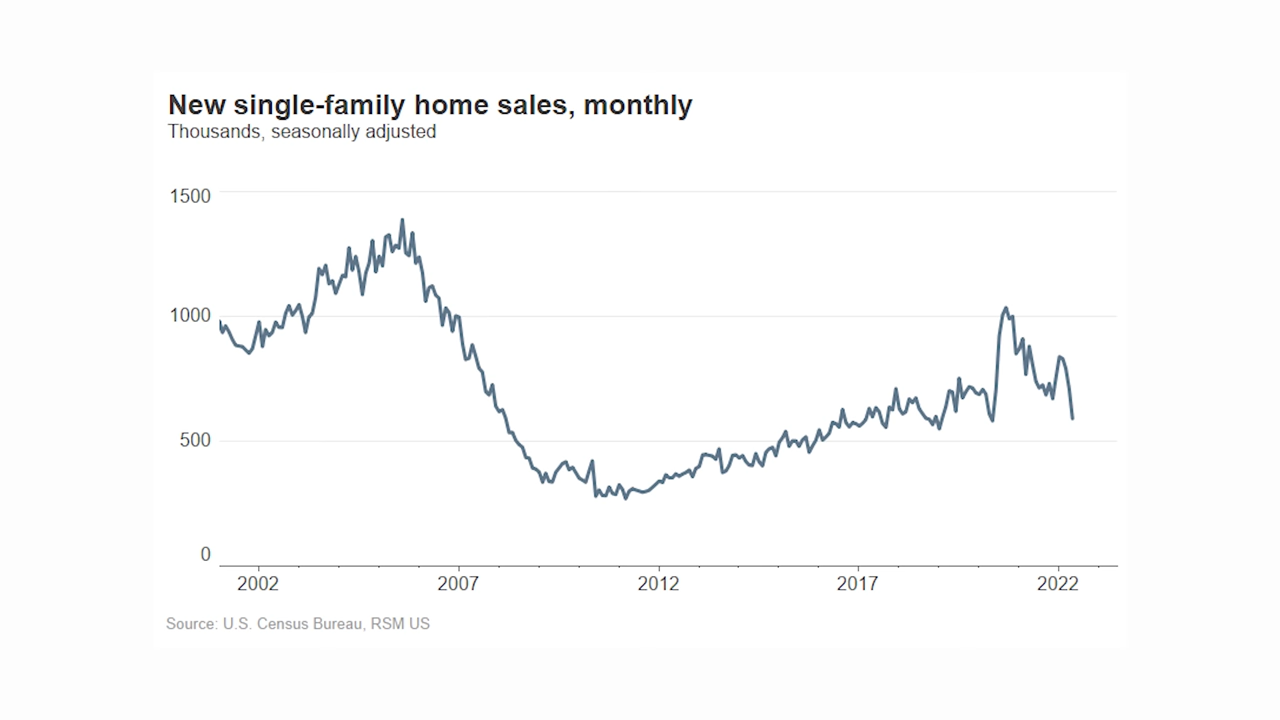 New single-family home sales, monthly
Thousands, seasonally adjusted
1500
1000
500
0
2002 2007 2012 2017 2022
Source: U.S. Census Bureau, RSM US